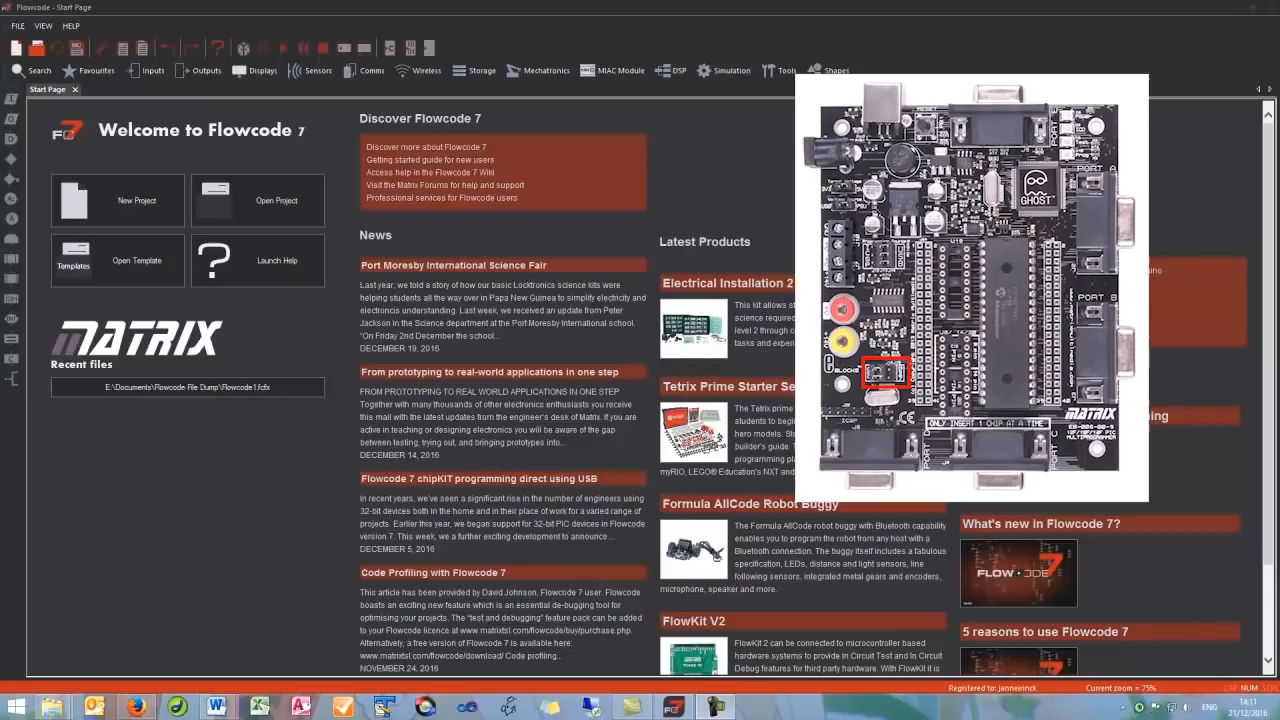 Flowcode - Start Page
FILE VIEW HELP
Search Favourites Inputs Outputs Displays Sensors Comms Wireless Storage Mechatronics MIAC Module DSP Simulation Tools Shapes
Start Page
Welcome to Flowcode 7
New Project
Open Project
Templates
Open Template
Launch Help
MATRIX
Recent files
E:\Documents\Flowcode File Dump\Flowcode1.fcfx
Discover Flowcode 7
Discover more about Flowcode 7
Getting started guide for new users
Access help in the Flowcode 7 Wiki
Visit the Matrix Forums for help and support
Professional services for Flowcode users
News
Port Moresby International Science Fair
Last year, we told a story of how our basic Locktronics science kits were
helping students all the way over in Papa New Guinea to simplify electricity and
electroncis understanding. Last week, we received an update from Peter
Jackson in the Science department at the Port Moresby International school.
"On Friday 2nd December the school...
DECEMBER 19, 2016
From prototyping to real-world applications in one step
FROM PROTOTYPING TO REAL WORLD APPLICATIONS IN ONE STEP
Together with many thousands of other electronics enthusiasts you receive
this mail with the latest updates from the engineer's desk of Matrix. If you are
active in teaching or designing electronics you will be aware of the gap
between testing, trying out, and bringing prototypes into...
DECEMBER 14, 2016
Flowcode 7 chipKIT programming direct using USB
In recent years, we've seen a significant rise in the number of engineers using
32-bit devices both in the home and in their place of work for a varied range of
projects. Earlier this year, we began support for 32-bit PIC devices in Flowcode
version 7. This week, we a further exciting development to announce....
DECEMBER 5, 2016
Code Profiling with Flowcode 7
This article has been provided by David Johnson, Flowcode 7 user. Flowcode
boasts an exciting new feature which is an essential de-bugging tool for
optimising your projects. The "test and debugging" feature pack can be added
to your Flowcode licence at www.matrixtsl.com/flowcode/buy/purchase.php.
Alternatively, a free version of Flowcode 7 is available here:
www.matrixtsl.com/flowcode/download/ Code profiling...
NOVEMBER 24, 2016
Latest Products
Electrical Installation 2
This kit allows st
science required
level 2 through c
tasks and experi
Tetrix Prime Starter Se
The Tetrix prime
students to begin
hero models. Ste
builder's guide. T
programming pla
myRIO, LEGO® Education's NXT and
Formula AllCode Robot Buggy
The Formula AllCode robot buggy with Bluetooth capability
enables you to program the robot from any host with a
Bluetooth connection. The buggy itself includes a fabulous
specification, LEDs, distance and light sensors, line
following sensors, integrated metal gears and encoders,
microphone, speaker and more.
FlowKit V2
FlowKit 2 can be connected to microcontroller based
hardware systems to provide In Circuit Test and In Circuit
Debug features for third party hardware. With FlowKit it is
GHOST
PORT A
PORT B
BLOCKS
ICSP
CE
MATRIX
ONLY INSERT 1 CHIP AT A TIME
MULTIPROGRAMMER
What's new in Flowcode 7?
FLOWCODE 7
5 reasons to use Flowcode 7
Registered to: janneirinck
Current zoom = 75%
CAP NUM SCRL
ENG
14:11
21/12/2016